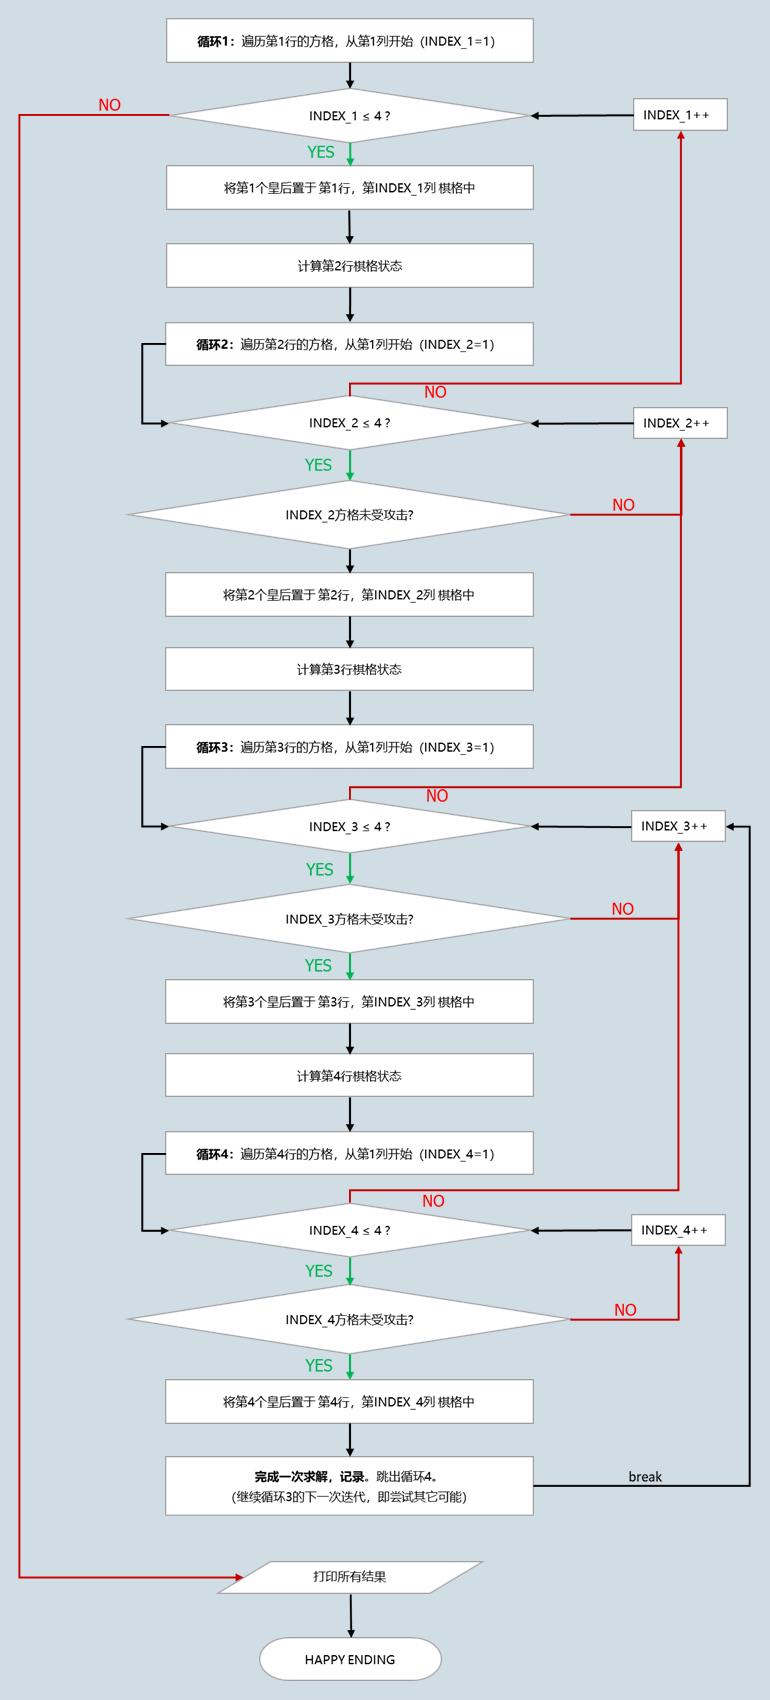 循环1：遍历第1行的方格，从第1列开始（INDEX_1=1）
NO
INDEX_1 ≤ 4 ?
INDEX_1++
YES
将第1个皇后置于 第1行，第INDEX_1列 棋格中
计算第2行棋格状态
循环2：遍历第2行的方格，从第1列开始（INDEX_2=1）
NO
INDEX_2 ≤ 4 ?
INDEX_2++
YES
INDEX_2方格未受攻击?
NO
将第2个皇后置于 第2行，第INDEX_2列 棋格中
计算第3行棋格状态
循环3：遍历第3行的方格，从第1列开始（INDEX_3=1）
NO
INDEX_3 ≤ 4 ?
INDEX_3++
YES
INDEX_3方格未受攻击?
NO
YES
将第3个皇后置于 第3行，第INDEX_3列 棋格中
计算第4行棋格状态
循环4：遍历第4行的方格，从第1列开始（INDEX_4=1）
NO
INDEX_4 ≤ 4 ?
INDEX_4++
YES
INDEX_4方格未受攻击?
NO
YES
将第4个皇后置于 第4行，第INDEX_4列 棋格中
完成一次求解，记录。跳出循环4。
（继续循环3的下一次迭代，即尝试其它可能）
break
打印所有结果
HAPPY ENDING